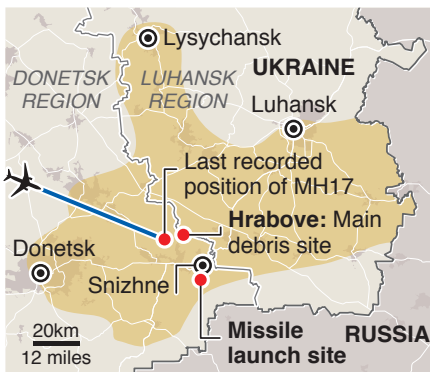 Lysychansk
DONETSK
REGION
LUHANSK
REGION
UKRAINE
Luhansk
Last recorded
position of MH17
Hrabove: Main
debris site
Donetsk
Snizhne
20km
12 miles
Missile
launch site
RUSSIA